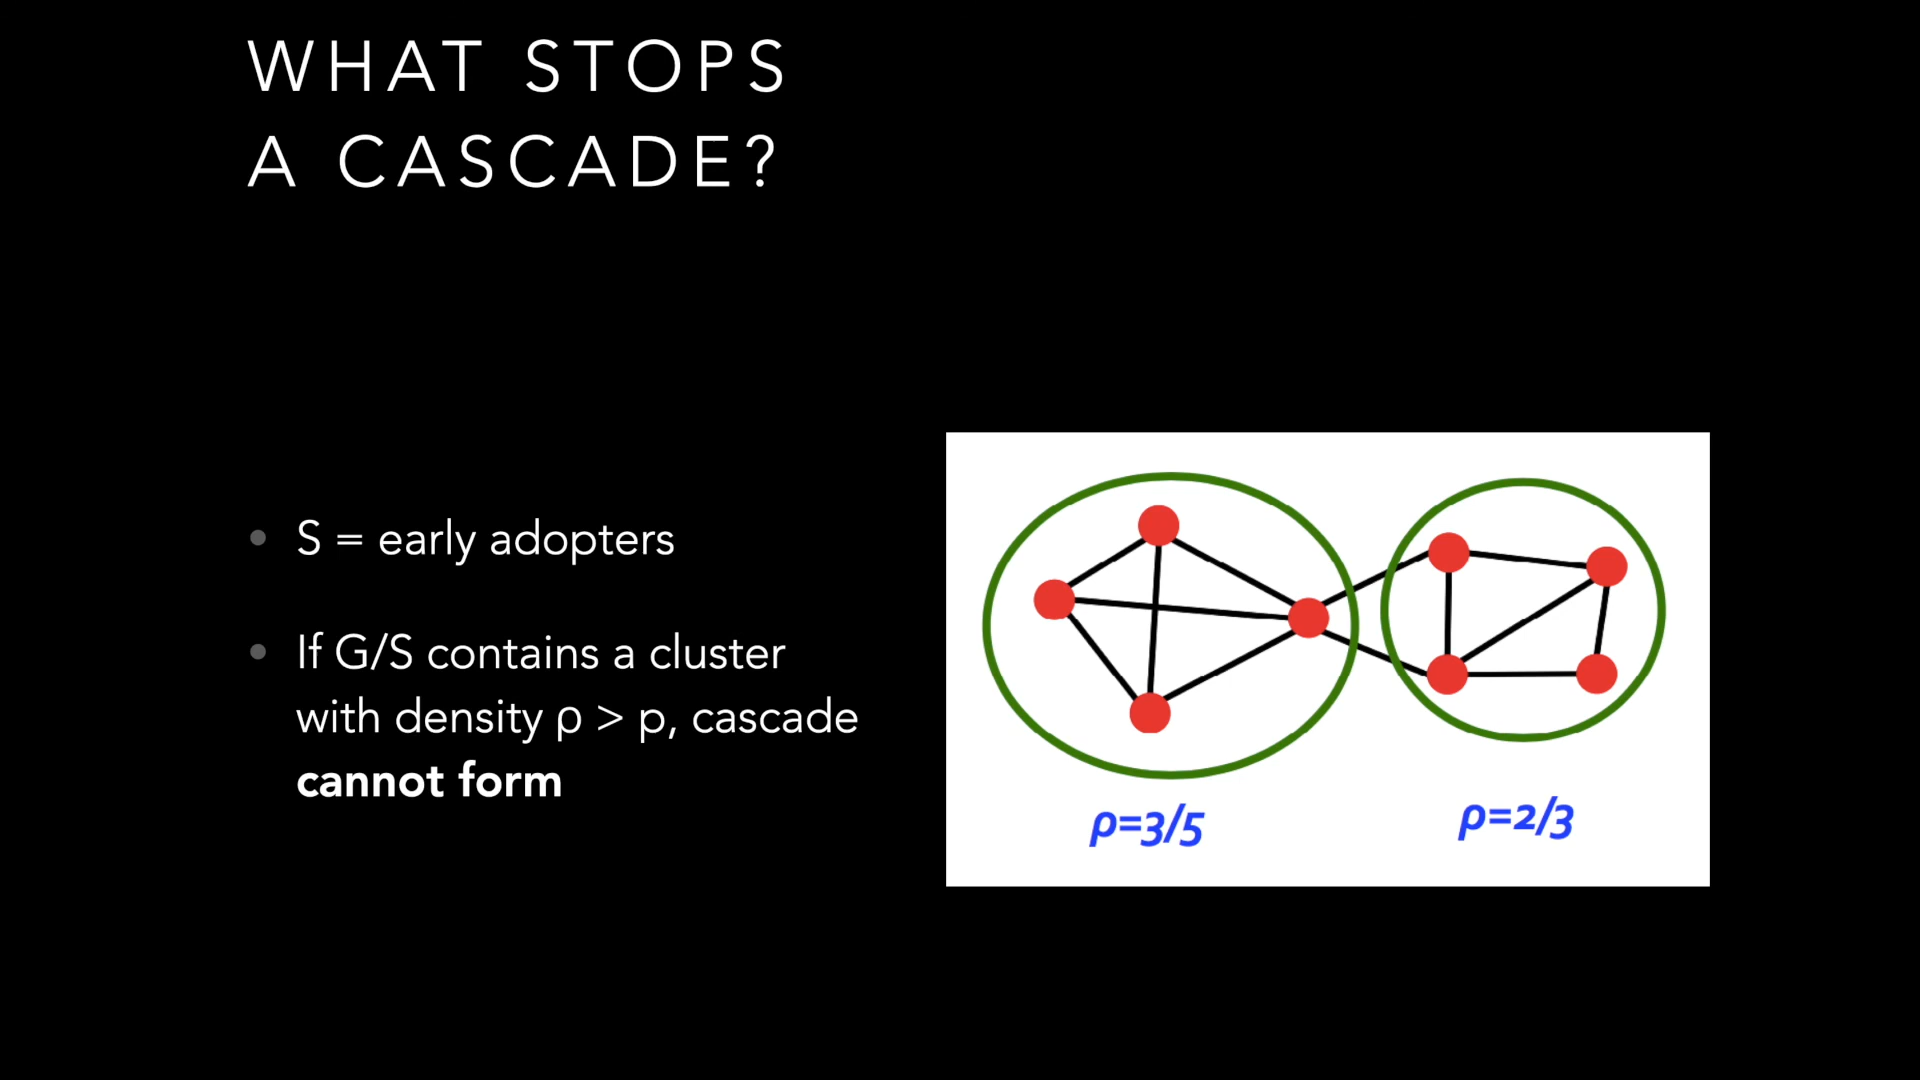 WHAT STOPS
A CASCADE?
• S = early adopters
• If G/S contains a cluster
with density ρ > p, cascade
cannot form
ρ=3/5
ρ=2/3